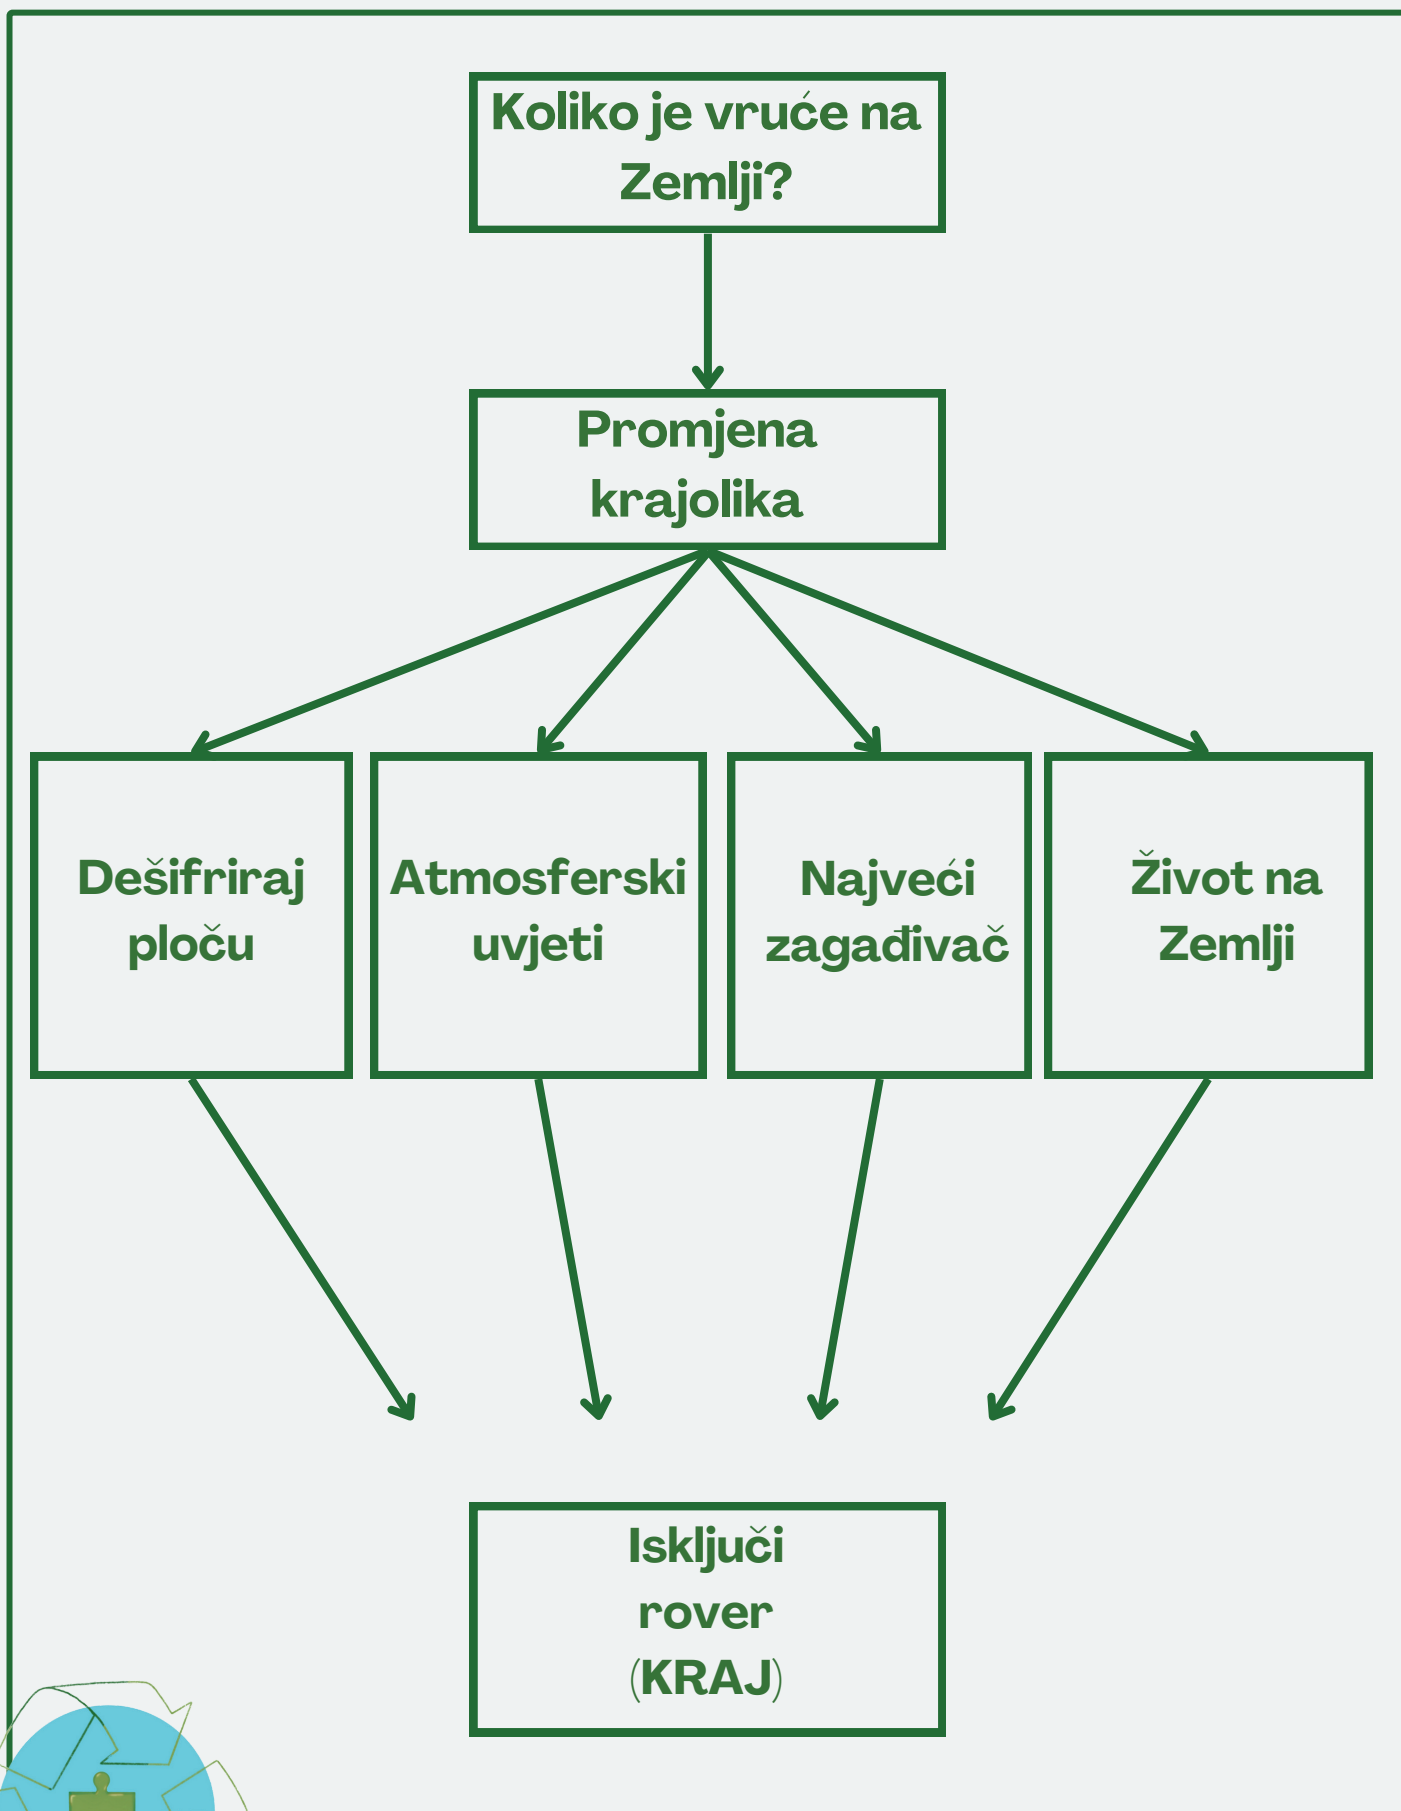 Koliko je vruće na
Zemlji?
Promjena
krajolika
Dešifriraj
ploču
Atmosferski
uvjeti
Najveći
zagađivač
Život na
Zemlji
Isključi
rover
(KRAJ)